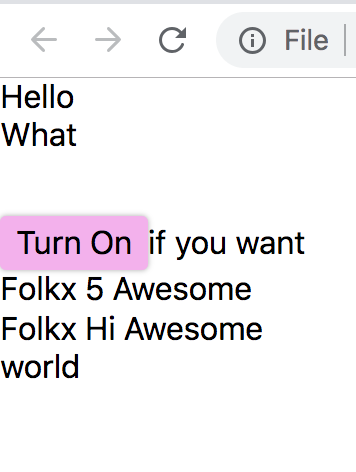 File
Hello
What
Turn On if you want
Folkx 5 Awesome
Folkx Hi Awesome
world